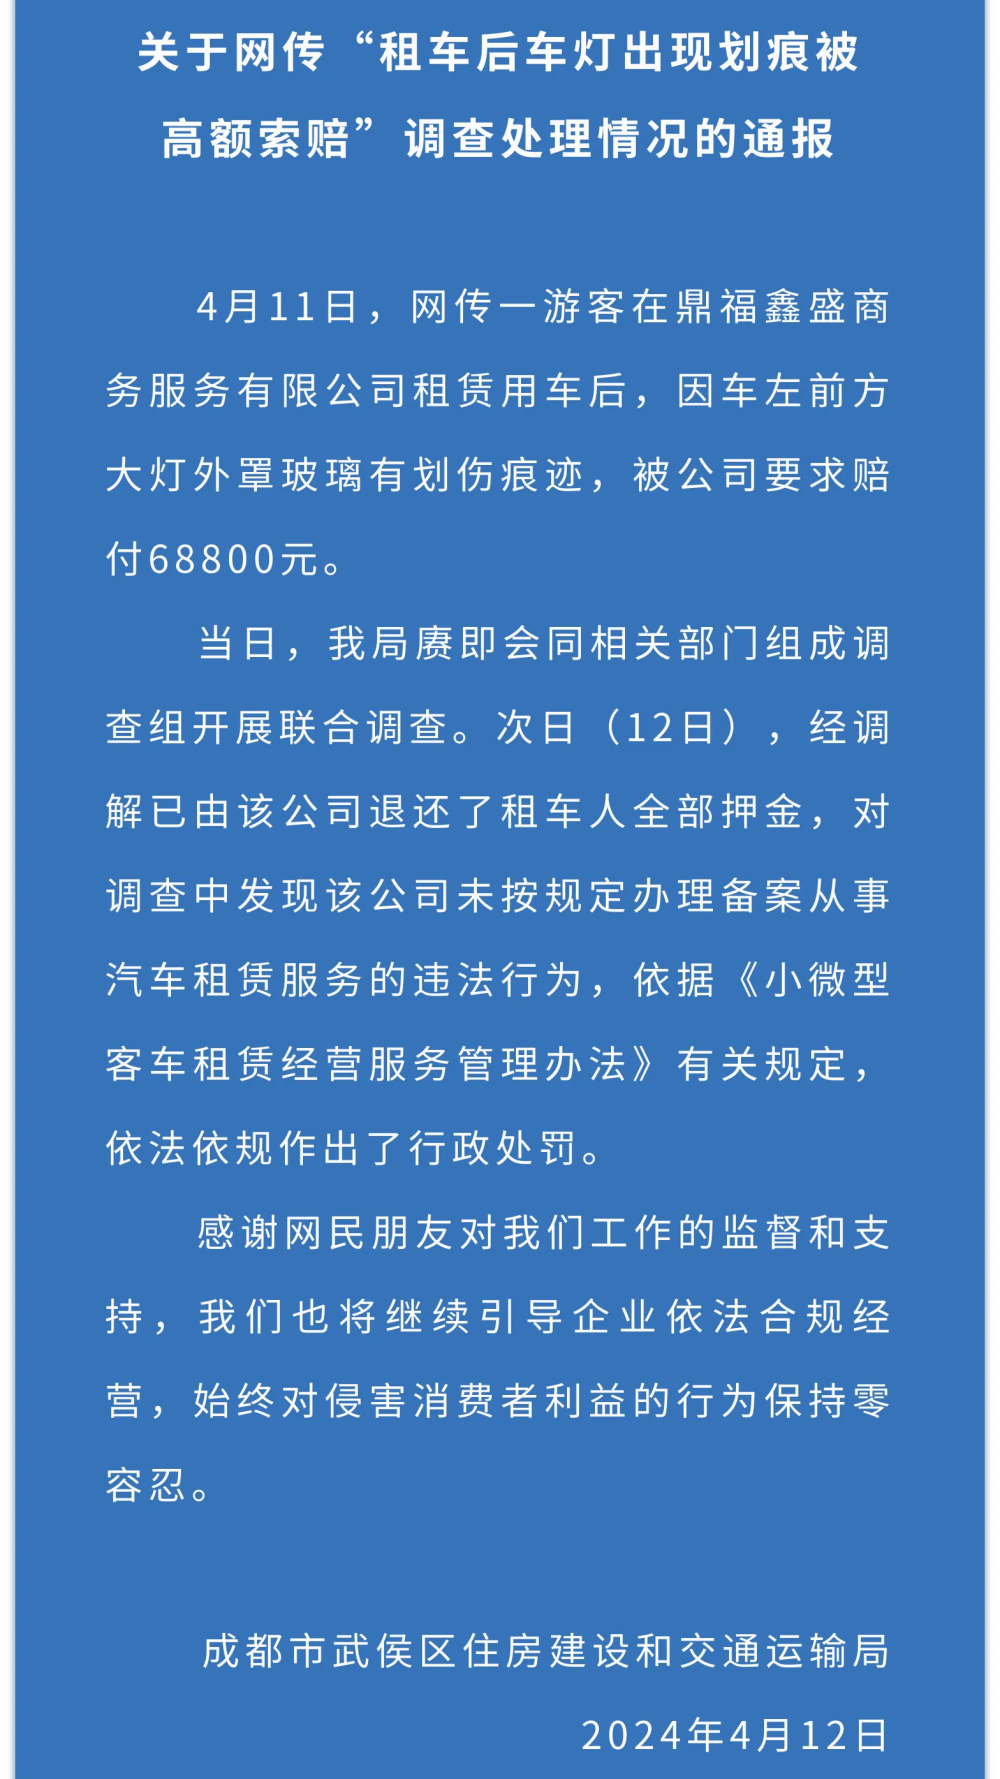 关于网传“租车后车灯出现划痕被
高额索赔”调查处理情况的通报
4月11日，网传一游客在鼎福鑫盛商
务服务有限公司租赁用车后，因车左前方
大灯外罩玻璃有划伤痕迹，被公司要求赔
付68800元。
当日，我局赓即会同相关部门组成调
查组开展联合调查。次日（12日），经调
解已由该公司退还了租车人全部押金，对
调查中发现该公司未按规定办理备案从事
汽车租赁服务的违法行为，依据《小微型
客车租赁经营服务管理办法》有关规定，
依法依规作出了行政处罚。
感谢网民朋友对我们工作的监督和支
持，我们也将继续引导企业依法合规经
营，始终对侵害消费者利益的行为保持零
容忍。
成都市武侯区住房建设和交通运输局
2024年4月12日